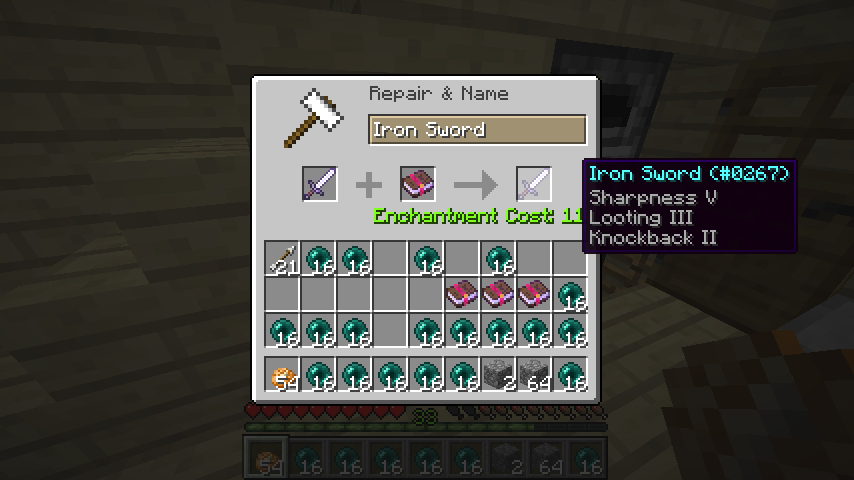 Repair & Name
Iron Sword
Enchantment Cost: 11
Iron Sword (#0267)
Sharpness V
Looting III
Knockback II
21 16 16 16 16
16
16 16 16 16 16 16 16 16
54 16 16 16 16 16 2 64 16
38
54 16 16 16 16 16 2 64 16